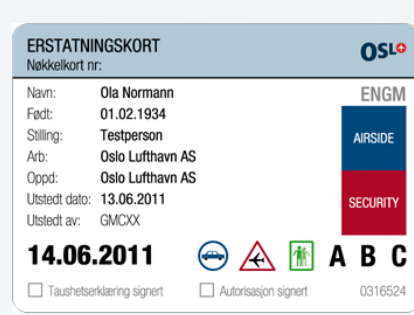 ERSTATNINGSKORT
Nøkkelkort nr:
OSL
Navn: Ola Normann
ENGM
Født: 01.02.1934
Stilling: Testperson
AIRSIDE
Arb: Oslo Lufthavn AS
Oppd: Oslo Lufthavn AS
Utstedt dato: 13.06.2011
SECURITY
Utstedt av: GMCXX
14.06.2011 A B C
Taushetserklæring signert Autorisasjon signert 0316524